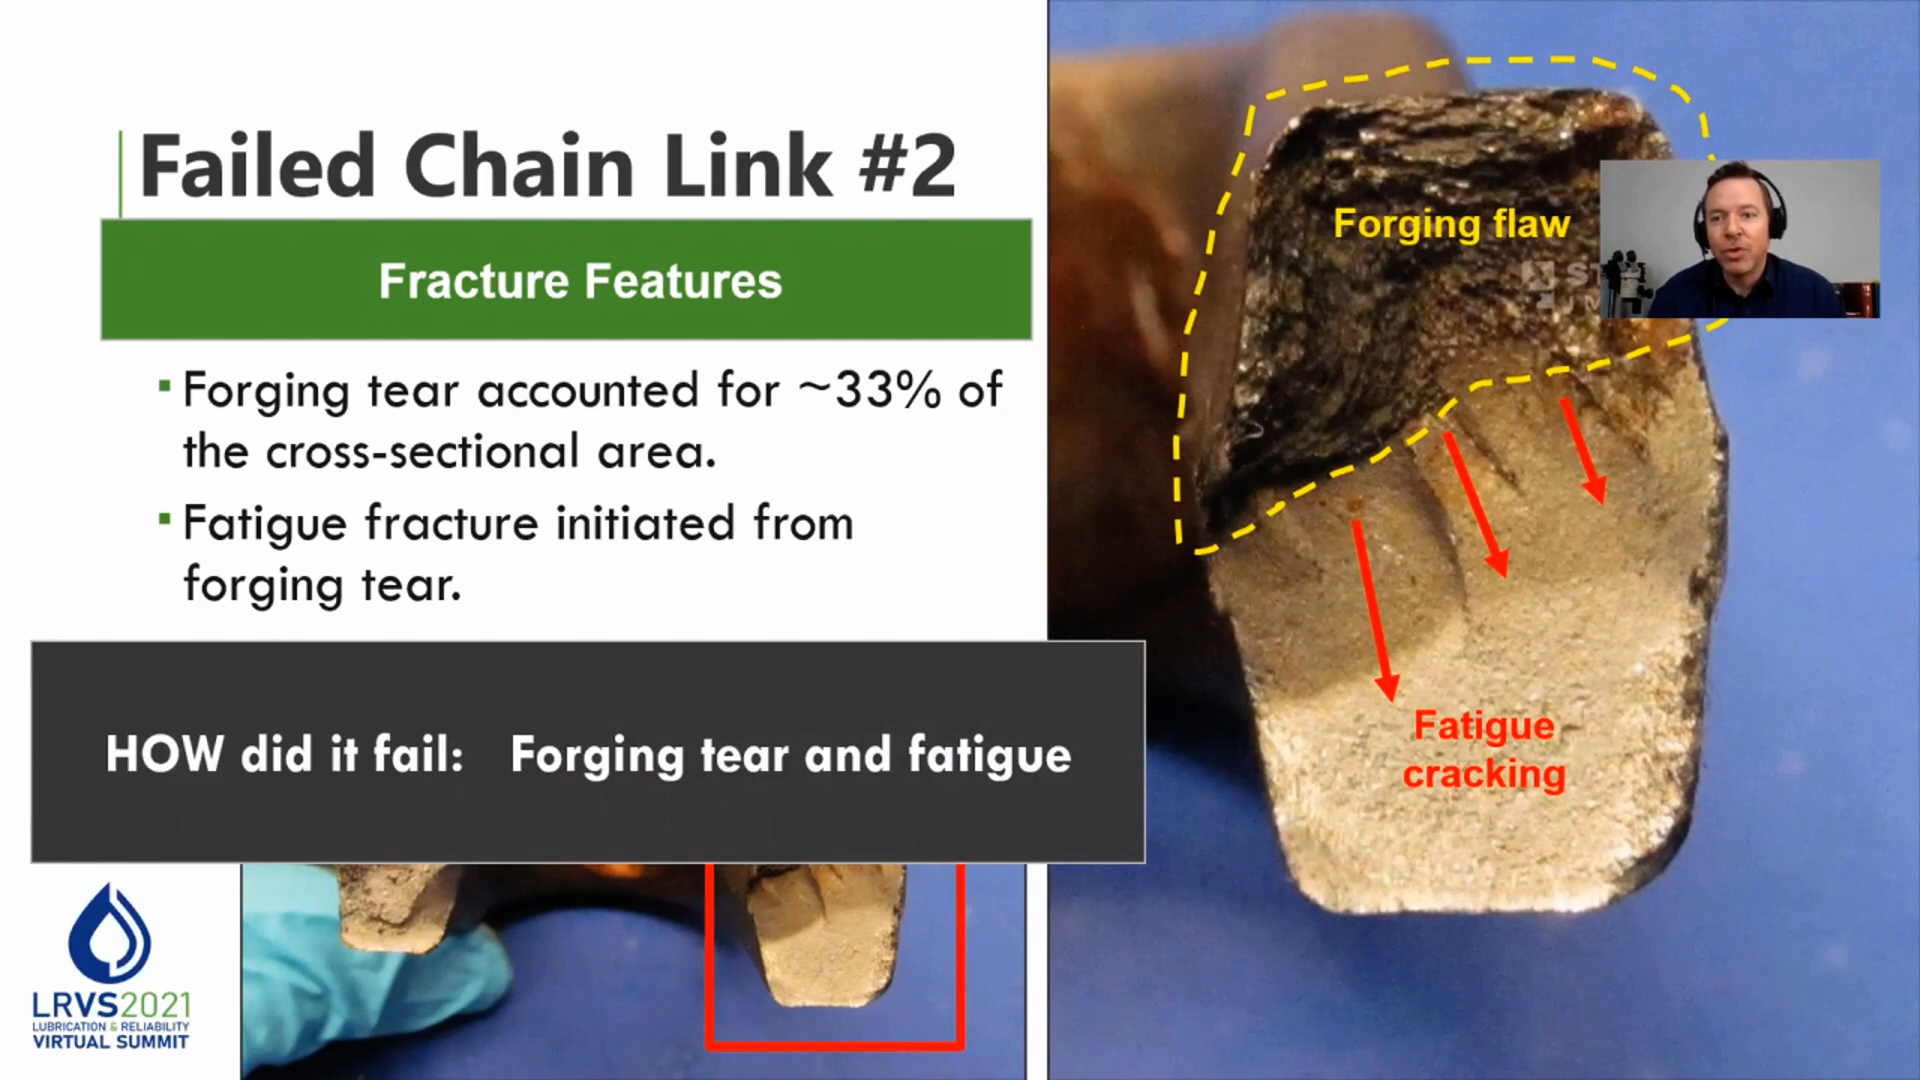 Failed Chain Link #2
Fracture Features
Forging tear accounted for ~33% of
the cross-sectional area.
Fatigue fracture initiated from
forging tear.
HOW did it fail: Forging tear and fatigue
Forging flaw
Fatigue
cracking
LRVS2021
LUBRICATION & RELIABILITY
VIRTUAL SUMMIT